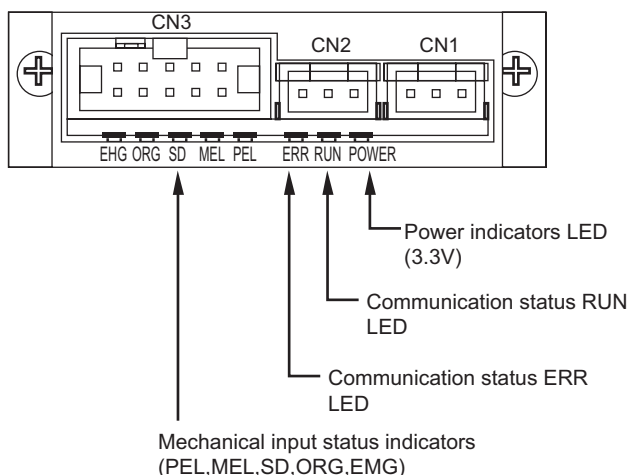 CN3
CN2
CN1
EHG ORG SD MEL PEL ERR RUN POWER
Power indicators LED
(3.3V)
Communication status RUN
LED
Communication status ERR
LED
Mechanical input status indicators
(PEL,MEL,SD,ORG,EMG)